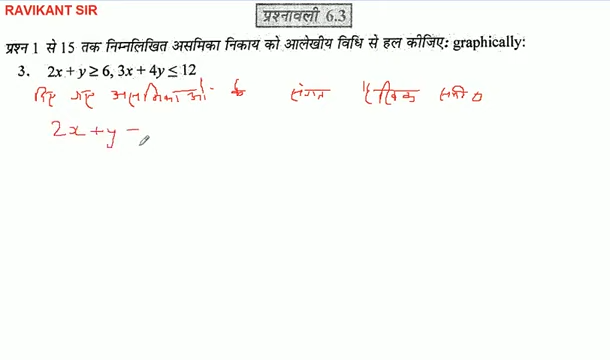 RAVIKANT SIR
प्रश्नावली 6.3
प्रश्न 1 से 15 तक निम्नलिखित असमिका निकाय को आलेखीय विधि से हल कीजिए: graphically:
3. 2x + y ≥ 6, 3x + 4y ≤ 12
दिए गए असमिकाओं के संगत रैखिक समी०
2x + y =